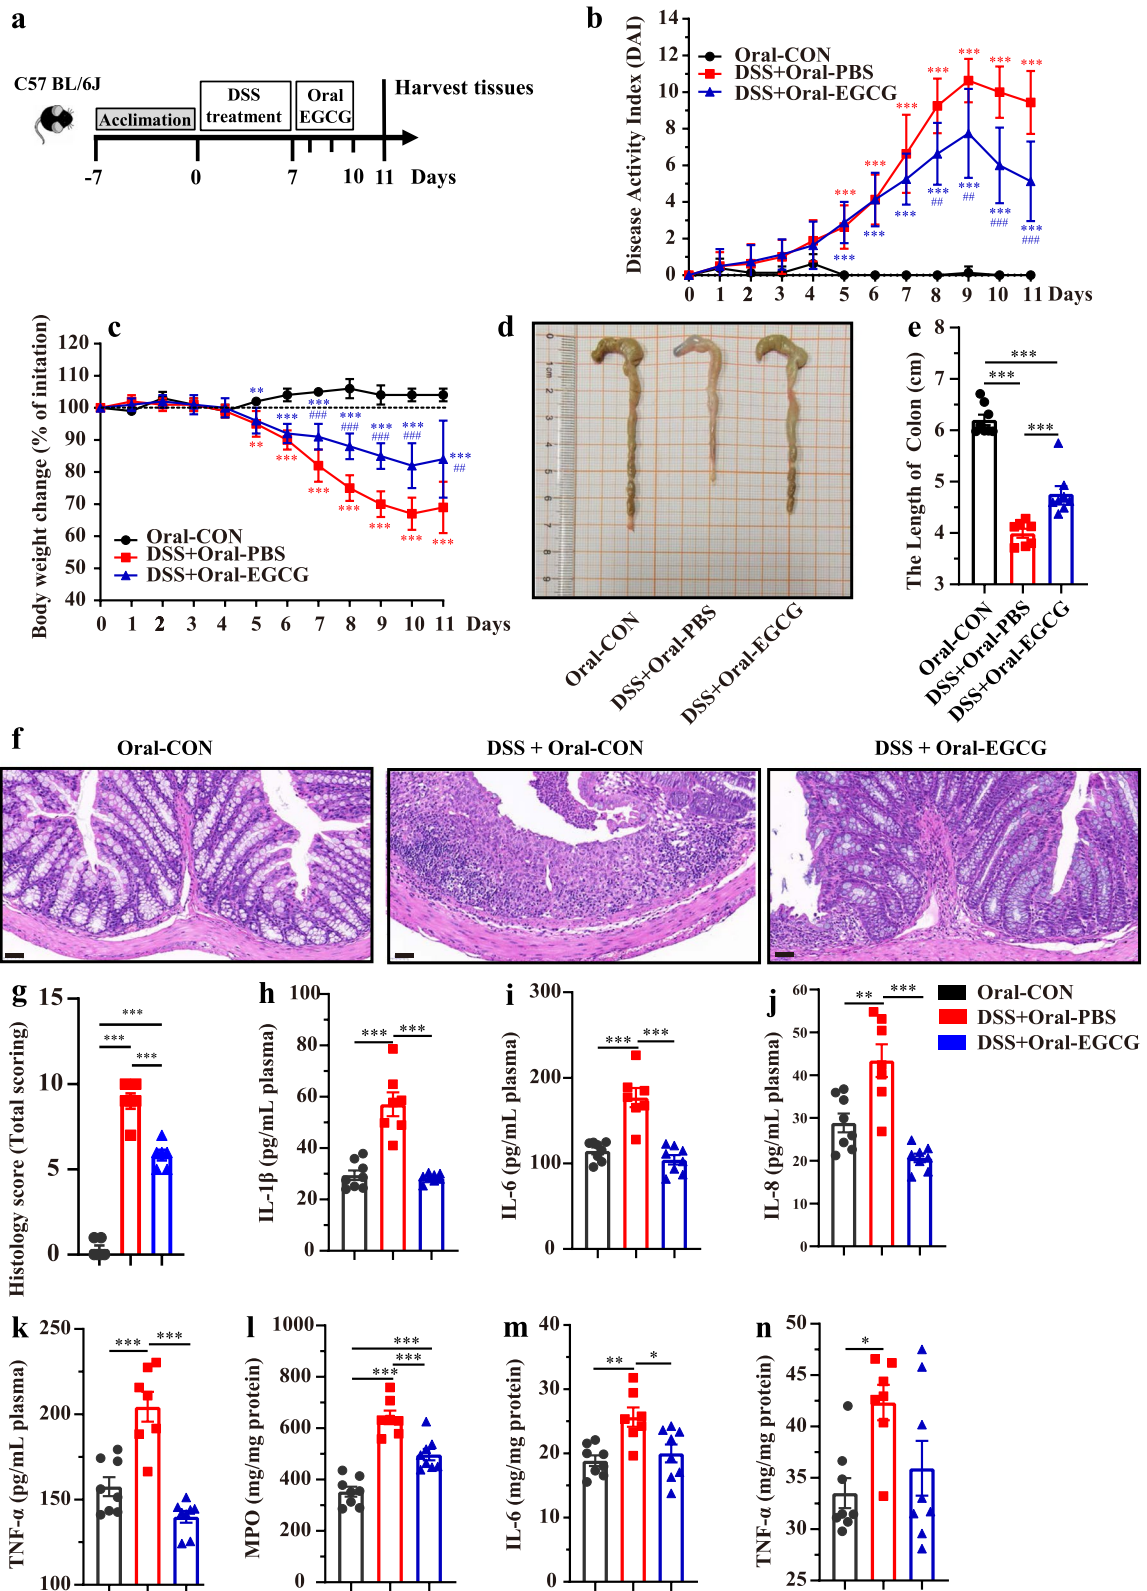 a
C57 BL/6J
Acclimation
DSS
treatment
Oral
EGCG
Harvest tissues
-7 0 7 10 11 Days
b
Disease Activity Index (DAI)
14
12
10
8
6
4
2
0
Oral-CON
DSS+Oral-PBS
DSS+Oral-EGCG
*** *** *** *** *** *** ***
*** *** *** *** *** *** ***
## ## ### ###
0 1 2 3 4 5 6 7 8 9 10 11 Days
c
Body weight change (% of initation)
120
110
100
90
80
70
60
50
40
** *** *** *** *** *** ***
### ### ### ### ##
** *** *** *** *** *** ***
Oral-CON
DSS+Oral-PBS
DSS+Oral-EGCG
0 1 2 3 4 5 6 7 8 9 10 11 Days
d
0
1cm
2
3
4
5
6
7
8
9
Oral-CON
DSS+Oral-PBS
DSS+Oral-EGCG
e
The Length of Colon (cm)
8
7
6
5
4
3
***
***
***
Oral-CON
DSS+Oral-PBS
DSS+Oral-EGCG
f
Oral-CON
DSS + Oral-CON
DSS + Oral-EGCG
g
Histology score (Total scoring)
15
10
5
0
***
***
***
h
IL-1β (pg/mL plasma)
100
80
60
40
20
0
*** ***
i
IL-6 (pg/mL plasma)
300
200
100
0
*** ***
j
IL-8 (pg/mL plasma)
60
50
40
30
20
10
0
** ***
Oral-CON
DSS+Oral-PBS
DSS+Oral-EGCG
k
TNF-α (pg/mL plasma)
250
200
150
100
*** ***
l
MPO (mg/mg protein)
1000
800
600
400
200
0
***
***
***
m
IL-6 (mg/mg protein)
40
30
20
10
0
** *
n
TNF-α (mg/mg protein)
50
45
40
35
30
25
*